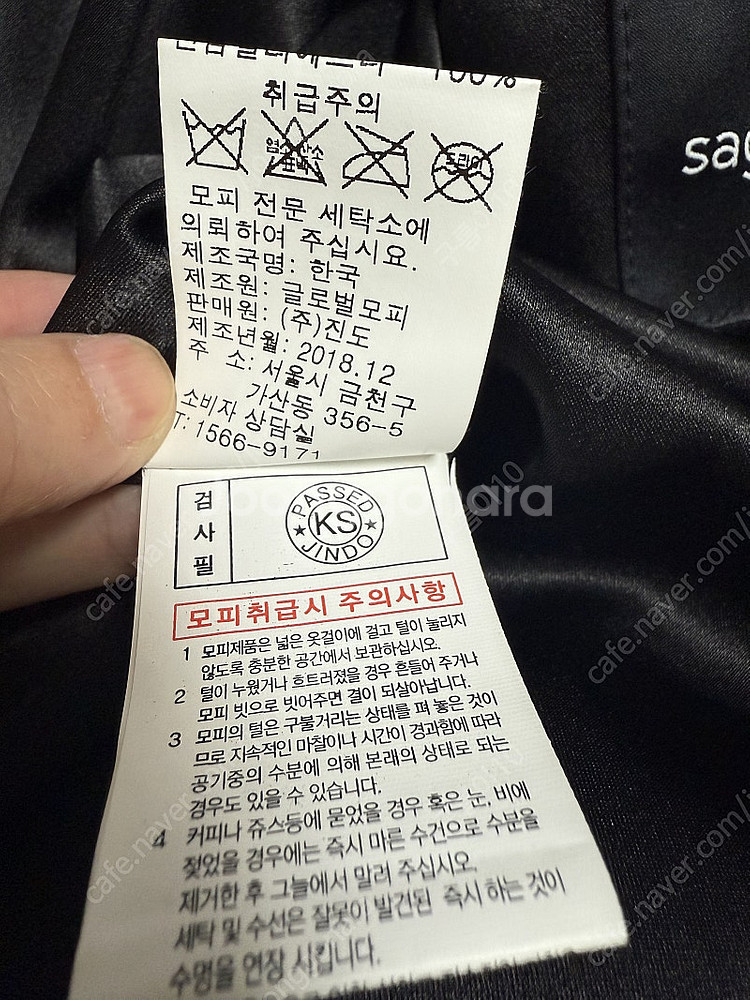 100%
취급주의
염소산소
표백
드라이
모피 전문 세탁소에
의뢰하여 주십시요.
제조국명: 한국
제조원: 글로벌모피
판매원: (주)진도
제조년월: 2018.12
주 소: 서울시 금천구
가산동 356-5
소비자 상담실
T: 1566-9171
sag
검사필
PASSED
KS
JINDO
모피취급시 주의사항
1 모피제품은 넓은 옷걸이에 걸고 털이 눌리지
않도록 충분한 공간에서 보관하십시오.
2 털이 누웠거나 흐트러졌을 경우 흔들어 주거나
모피 빗으로 빗어주면 결이 되살아납니다.
3 모피의 털은 구불거리는 상태를 펴 놓은 것이
므로 지속적인 마찰이나 시간이 경과함에 따라
공기중의 수분에 의해 본래의 상태로 되는
경우도 있을 수 있습니다.
4 커피나 쥬스등에 묻었을 경우 혹은 눈, 비에
젖었을 경우에는 즉시 마른 수건으로 수분을
제거한 후 그늘에서 말려 주십시오.
세탁 및 수선은 잘못이 발견된 즉시 하는 것이
수명을 연장 시킵니다.
cafe.naver.com